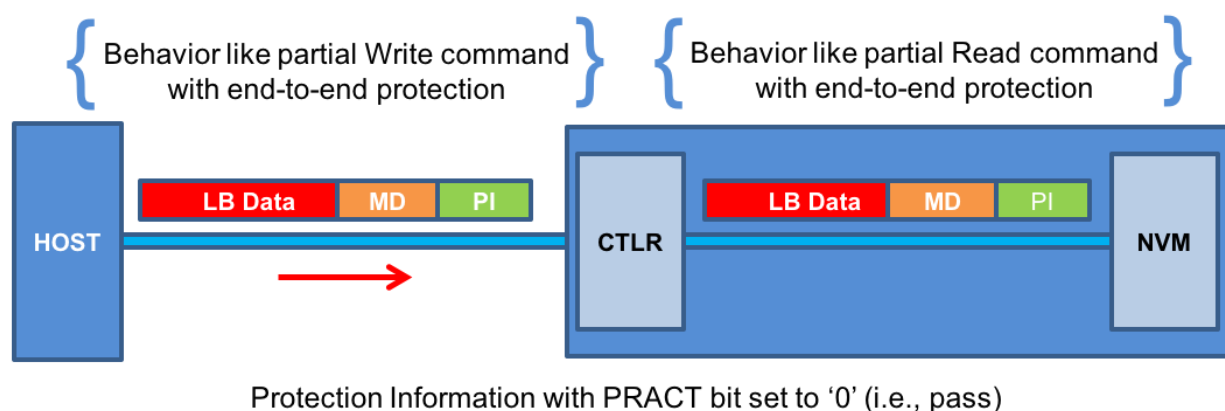 Behavior like partial Write command
with end-to-end protection
Behavior like partial Read command
with end-to-end protection
HOST
LB Data MD PI
CTLR
LB Data MD PI
NVM
Protection Information with PRACT bit set to ‘0’ (i.e., pass)